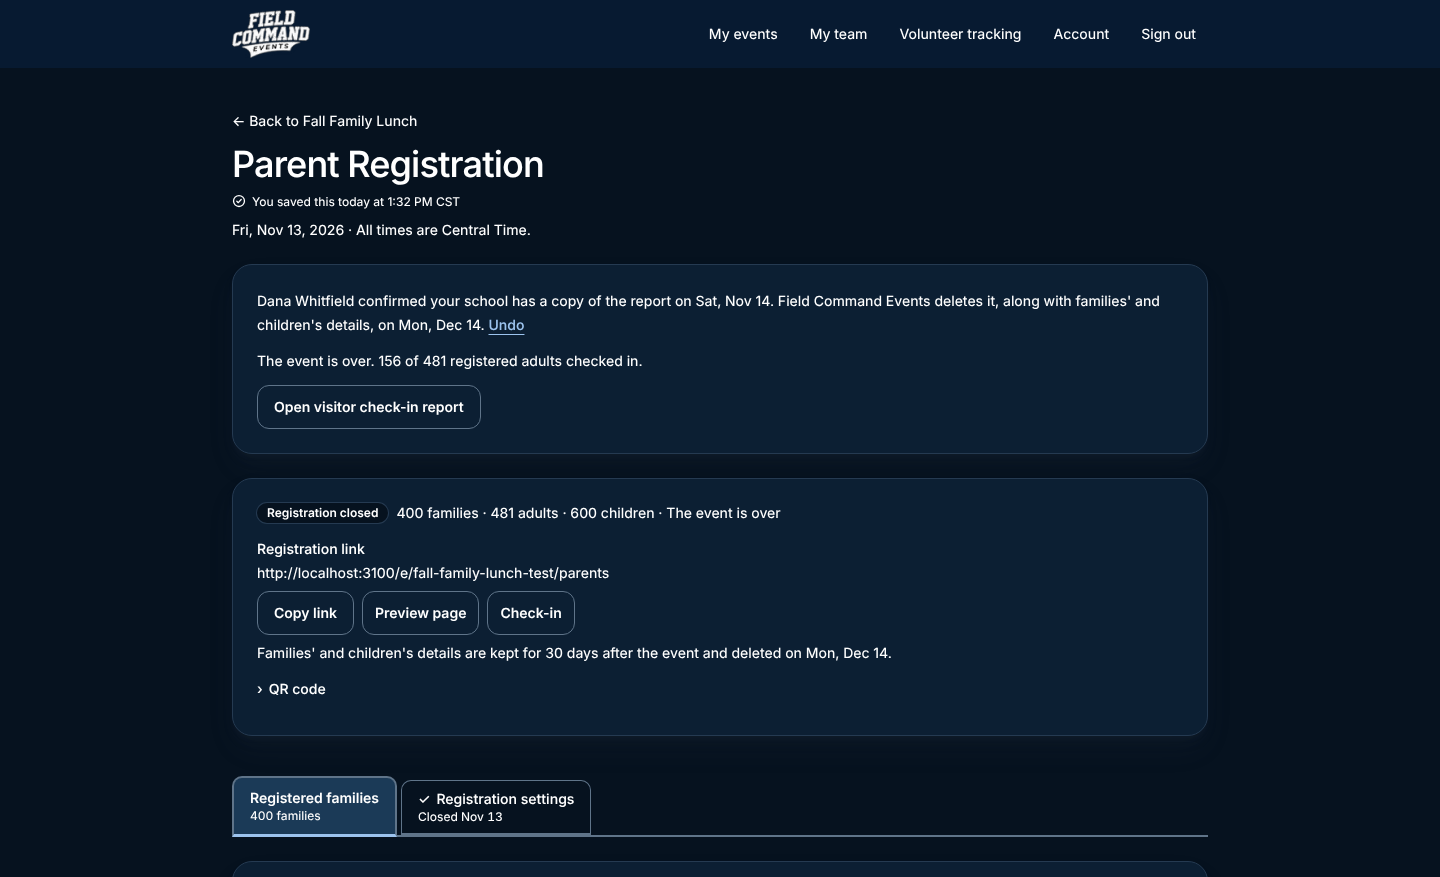 FIELD
COMMAND
EVENTS
My events
My team
Volunteer tracking
Account
Sign out
← Back to Fall Family Lunch
Parent Registration
You saved this today at 1:32 PM CST
Fri, Nov 13, 2026 · All times are Central Time.
Dana Whitfield confirmed your school has a copy of the report on Sat, Nov 14. Field Command Events deletes it, along with families' and
children's details, on Mon, Dec 14. Undo
The event is over. 156 of 481 registered adults checked in.
Open visitor check-in report
Registration closed 400 families · 481 adults · 600 children · The event is over
Registration link
http://localhost:3100/e/fall-family-lunch-test/parents
Copy link
Preview page
Check-in
Families' and children's details are kept for 30 days after the event and deleted on Mon, Dec 14.
› QR code
Registered families
400 families
✓ Registration settings
Closed Nov 13